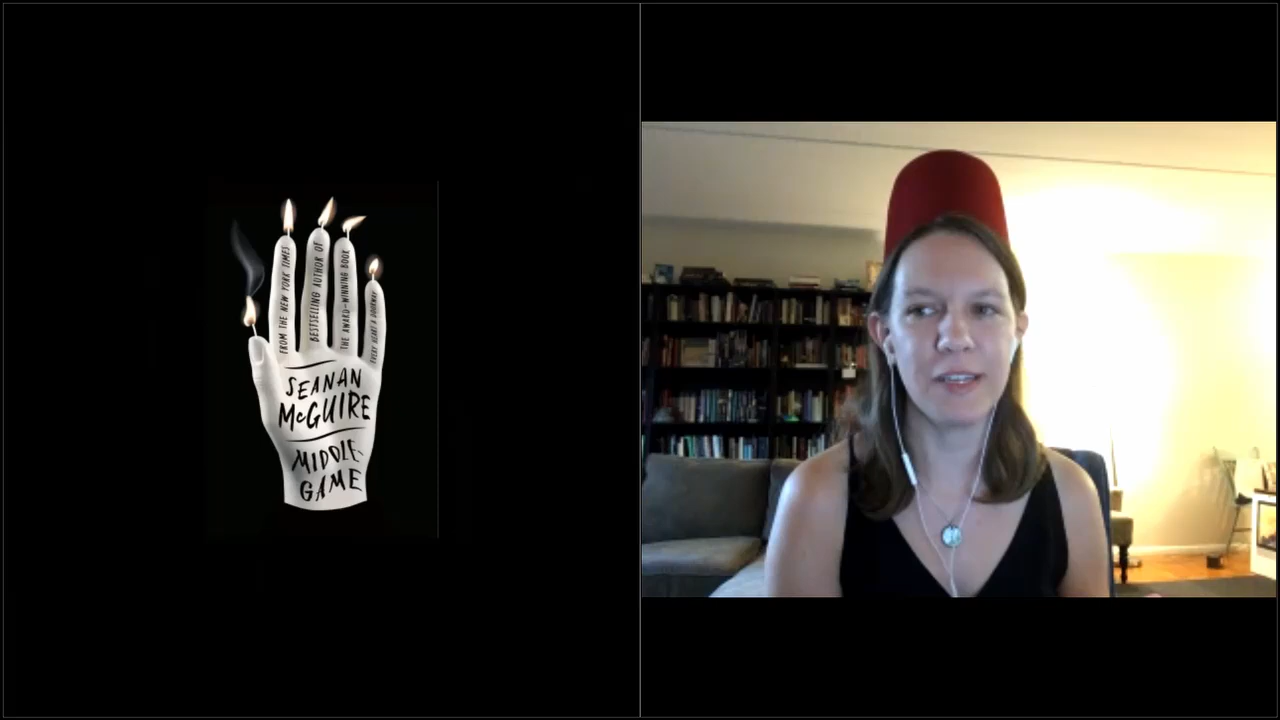 FROM THE NEW YORK TIMES
BESTSELLING AUTHOR OF
THE AWARD-WINNING BOOK
EVERY HEART A DOORWAY
SEANAN
McGUIRE
MIDDLE-
GAME